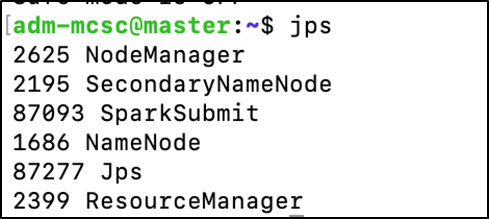 [adm-mcsc@master:~$ jps
2625 NodeManager
2195 SecondaryNameNode
87093 SparkSubmit
1686 NameNode
87277 Jps
2399 ResourceManager